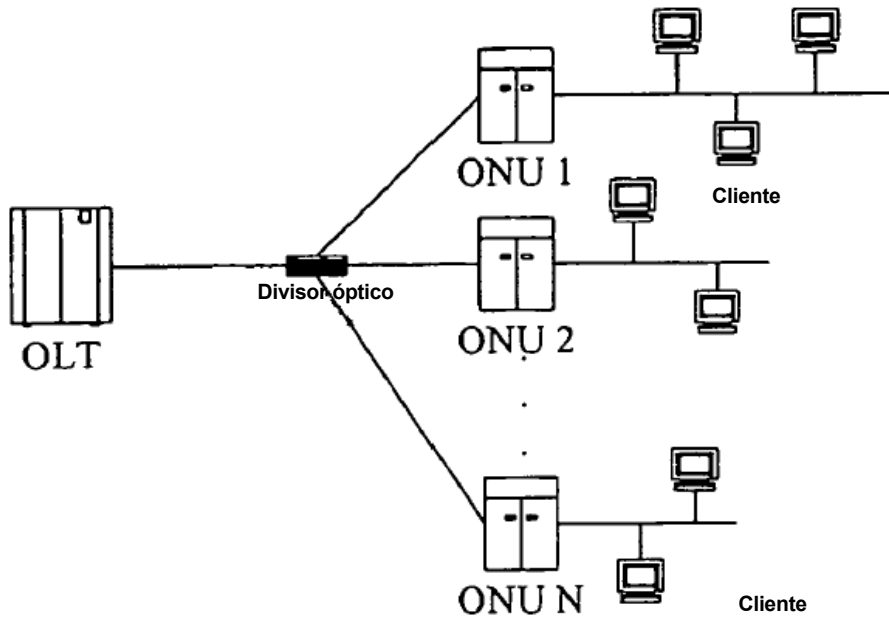 ONU 1
Cliente
Divisor óptico
OLT
ONU 2
ONU N
Cliente